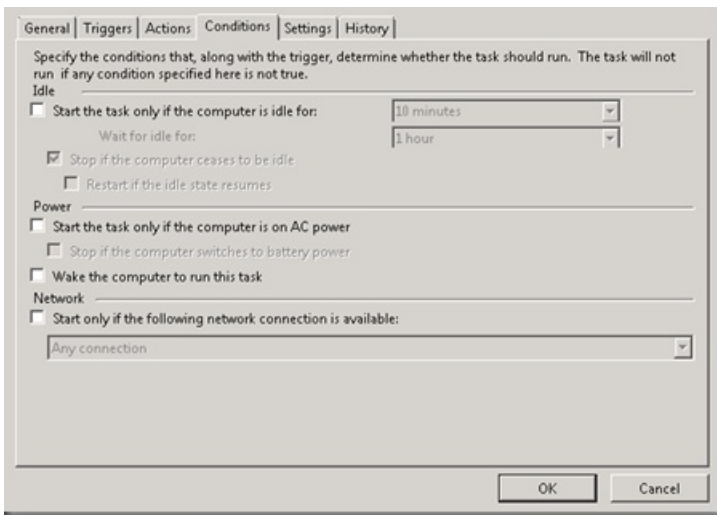 General Triggers Actions Conditions Settings History
Specify the conditions that, along with the trigger, determine whether the task should run. The task will not
run if any condition specified here is not true.
Idle
Start the task only if the computer is idle for: 10 minutes
Wait for idle for: 1 hour
Stop if the computer ceases to be idle
Restart if the idle state resumes
Power
Start the task only if the computer is on AC power
Stop if the computer switches to battery power
Wake the computer to run this task
Network
Start only if the following network connection is available:
Any connection
OK Cancel